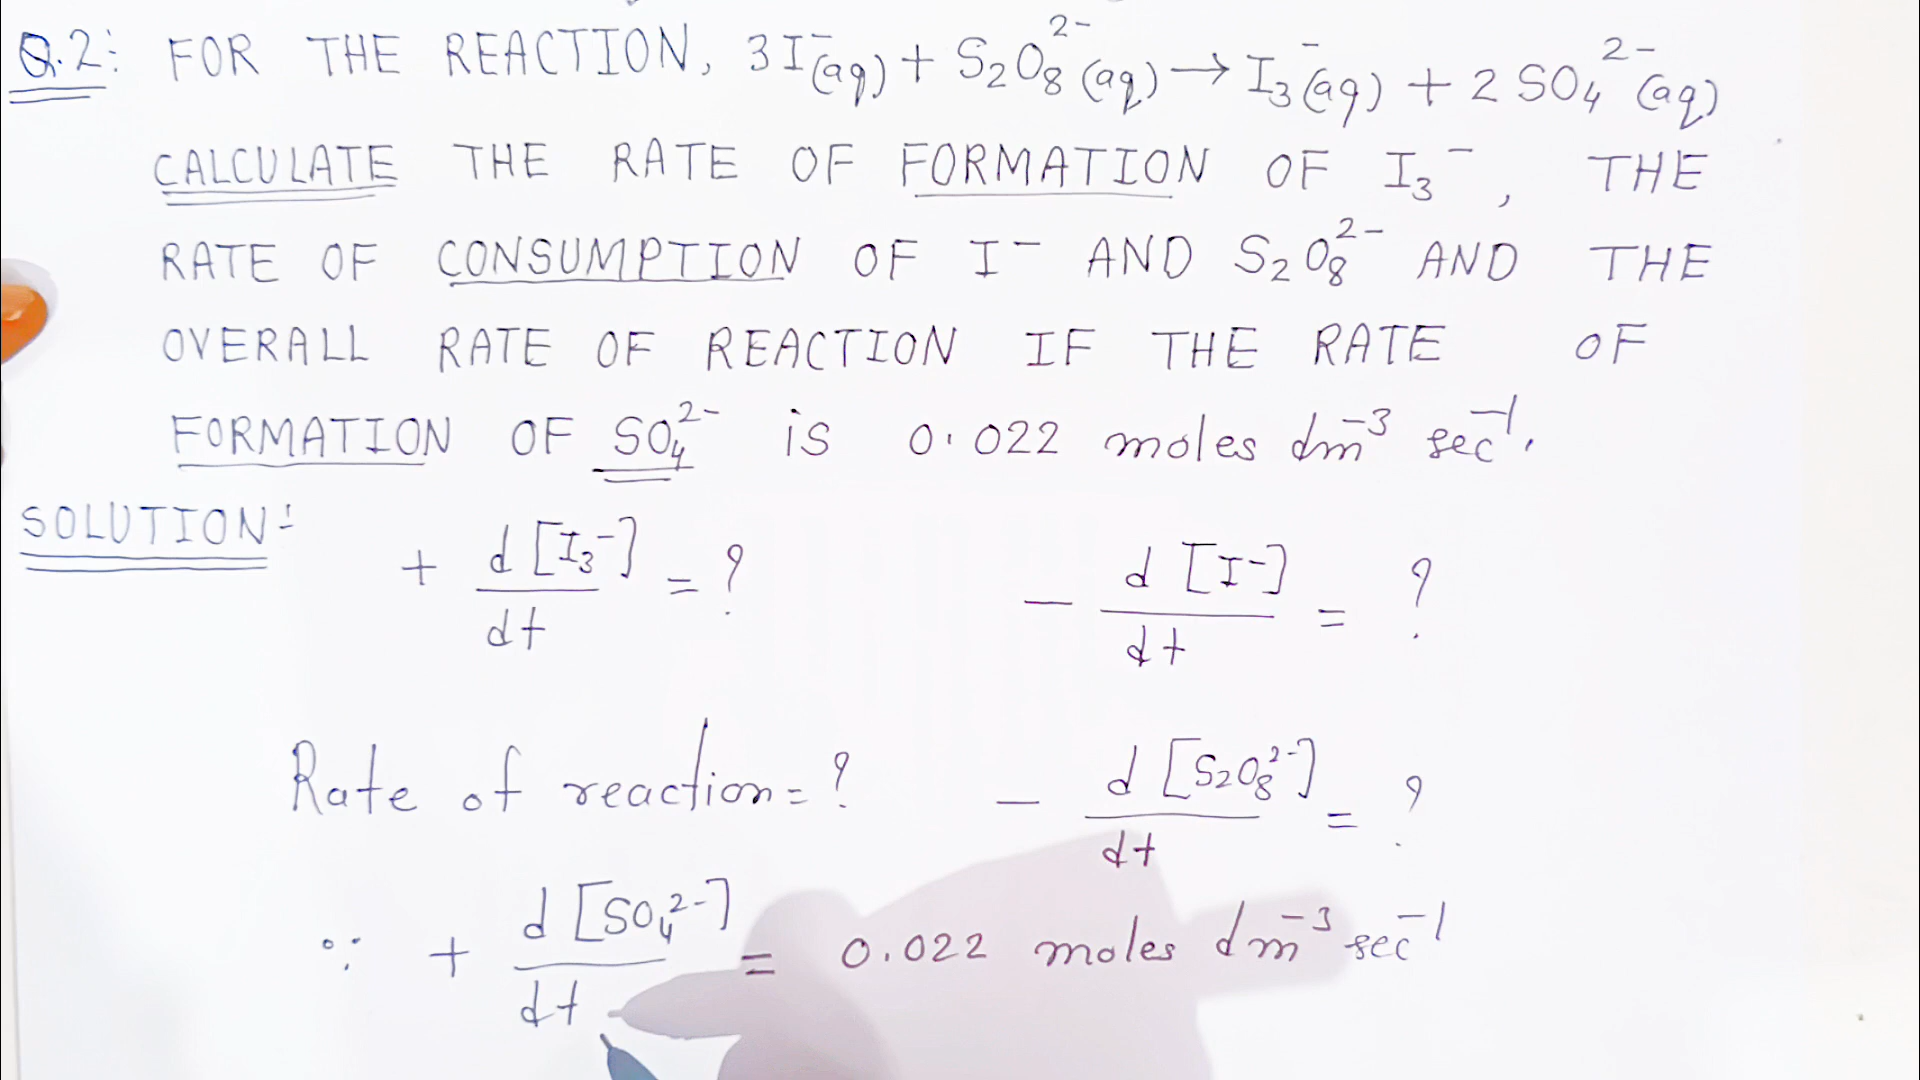 Q.2: FOR THE REACTION, 3I⁻(aq) + S₂O₈²⁻(aq) → I₃⁻(aq) + 2 SO₄²⁻(aq)
CALCULATE THE RATE OF FORMATION OF I₃⁻, THE
RATE OF CONSUMPTION OF I⁻ AND S₂O₈²⁻ AND THE
OVERALL RATE OF REACTION IF THE RATE OF
FORMATION OF SO₄²⁻ is 0.022 moles dm⁻³ sec⁻¹.
SOLUTION:-
+ d[I₃⁻]/dt = ? - d[I⁻]/dt = ?
Rate of reaction = ? - d[S₂O₈²⁻]/dt = ?
∵ + d[SO₄²⁻]/dt = 0.022 moles dm⁻³ sec⁻¹